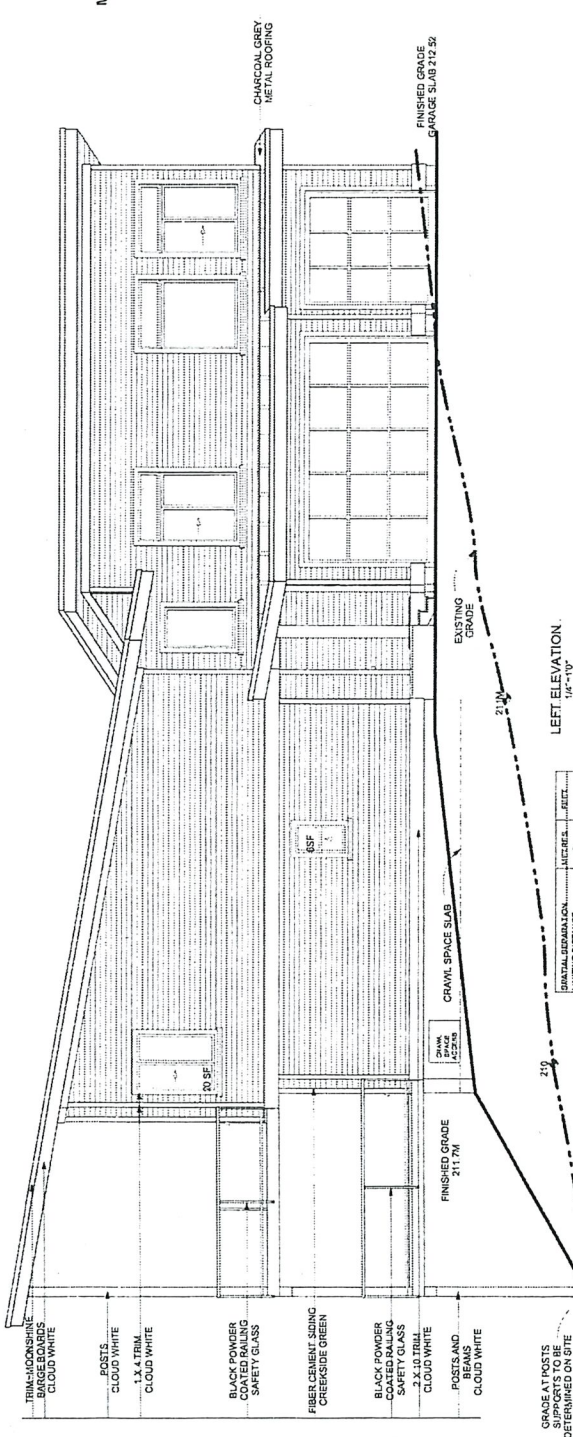 TRIM-MOONSHINE
BARGE BOARDS
CLOUD WHITE
POSTS
CLOUD WHITE
1 X 4 TRIM
CLOUD WHITE
BLACK POWDER
COATED RAILING
SAFETY GLASS
FIBER CEMENT SIDING
CREEKSIDE GREEN
BLACK POWDER
COATED RAILING
SAFETY GLASS
2 X 10 TRIM
CLOUD WHITE
POSTS AND
BEAMS
CLOUD WHITE
GRADE AT POSTS
SUPPORTS TO BE
DETERMINED ON SITE
20 SF
6SF
FINISHED GRADE
211.7M
CRAWL
SPACE
ACCESS
CRAWL SPACE SLAB
EXISTING
GRADE
210
211M
CHARCOAL GREY
METAL ROOFING
FINISHED GRADE
GARAGE SLAB 212.52
LEFT ELEVATION.
1/4"=1'0"
SPATIAL SEPARATION METRES FEET